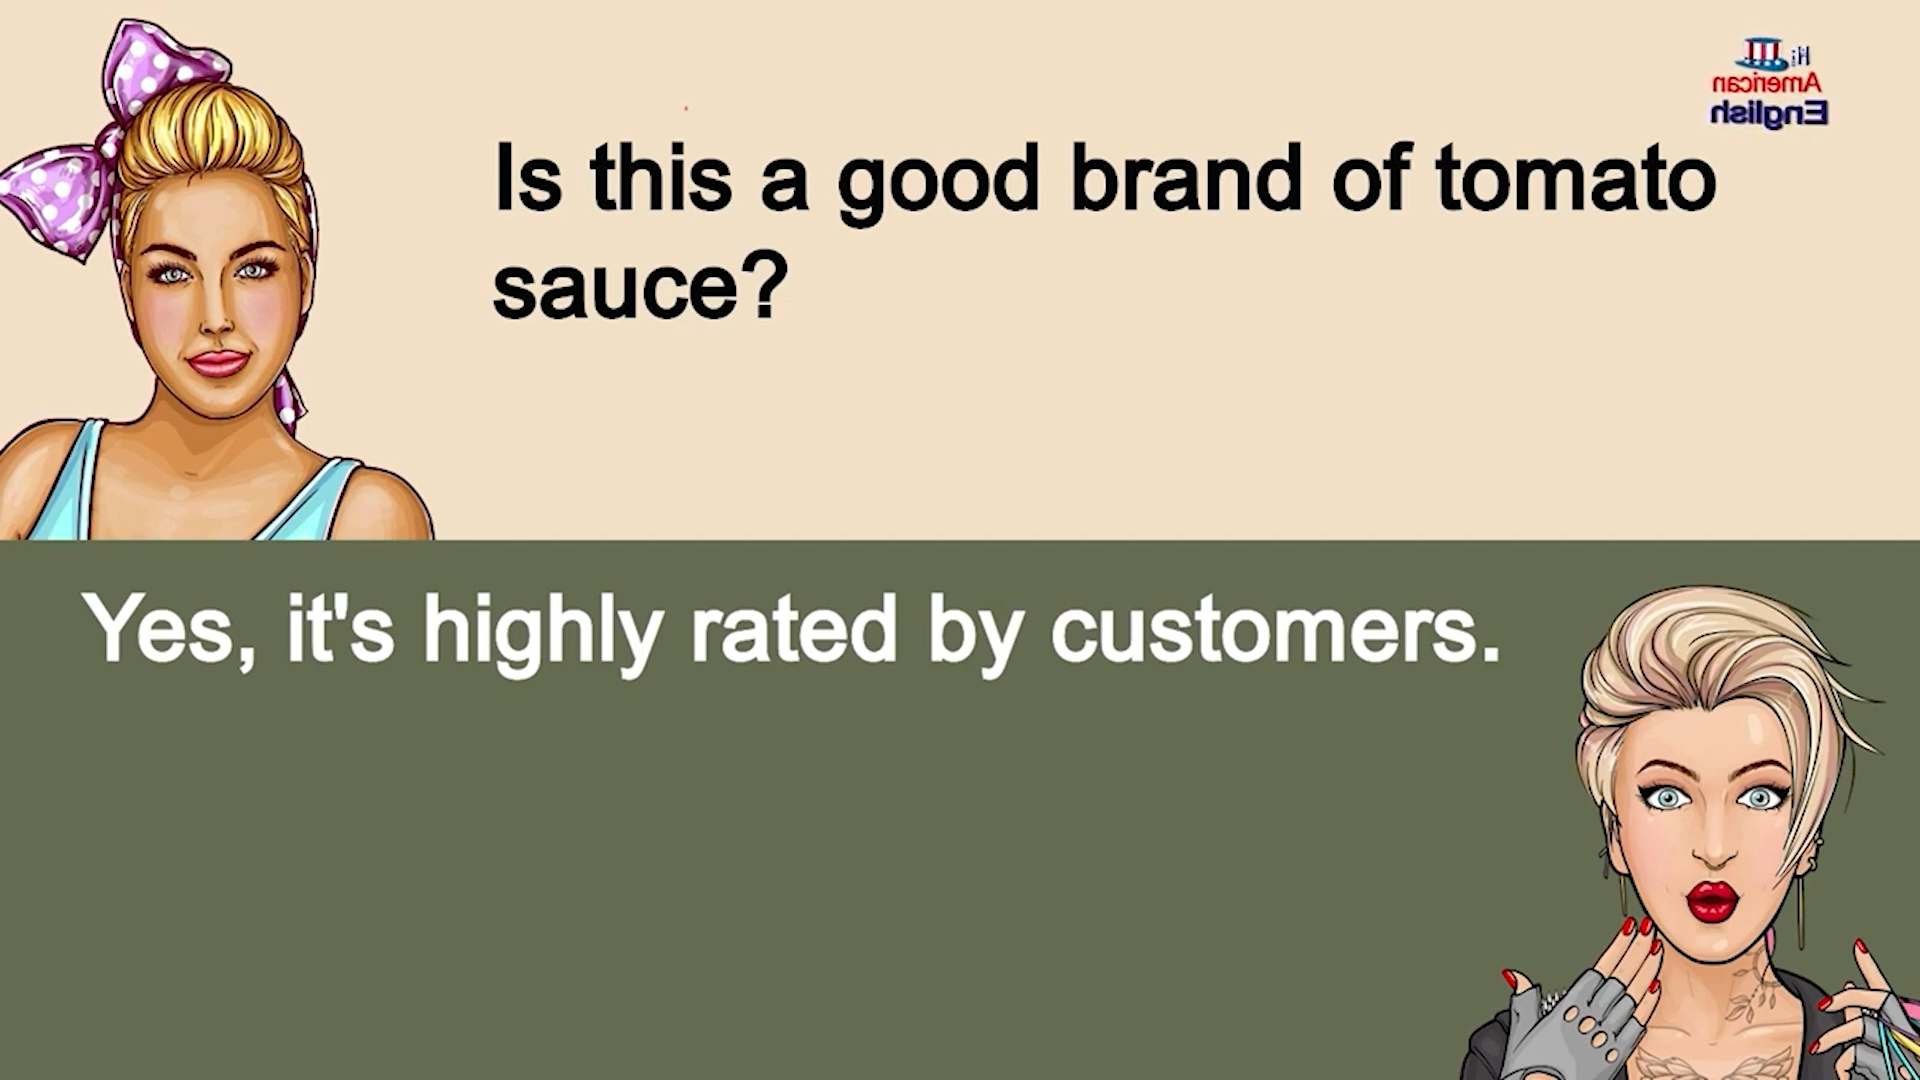 Hi
American
English
Is this a good brand of tomato
sauce?
Yes, it's highly rated by customers.